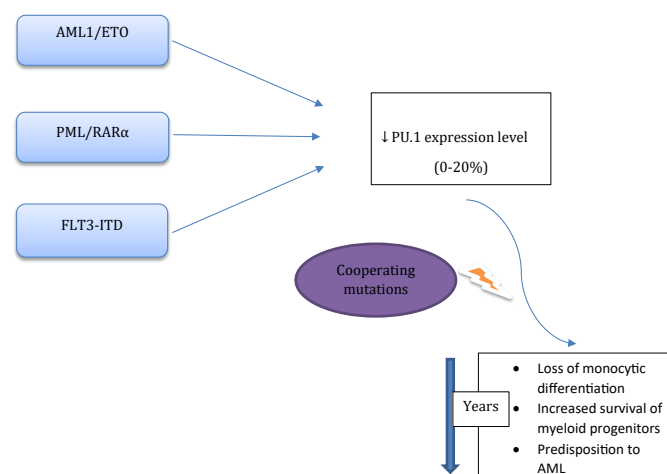 AML1/ETO
PML/RARα
FLT3-ITD
↓PU.1 expression level
(0-20%)
Cooperating
mutations
Years
• Loss of monocytic
differentiation
• Increased survival of
myeloid progenitors
• Predisposition to
AML